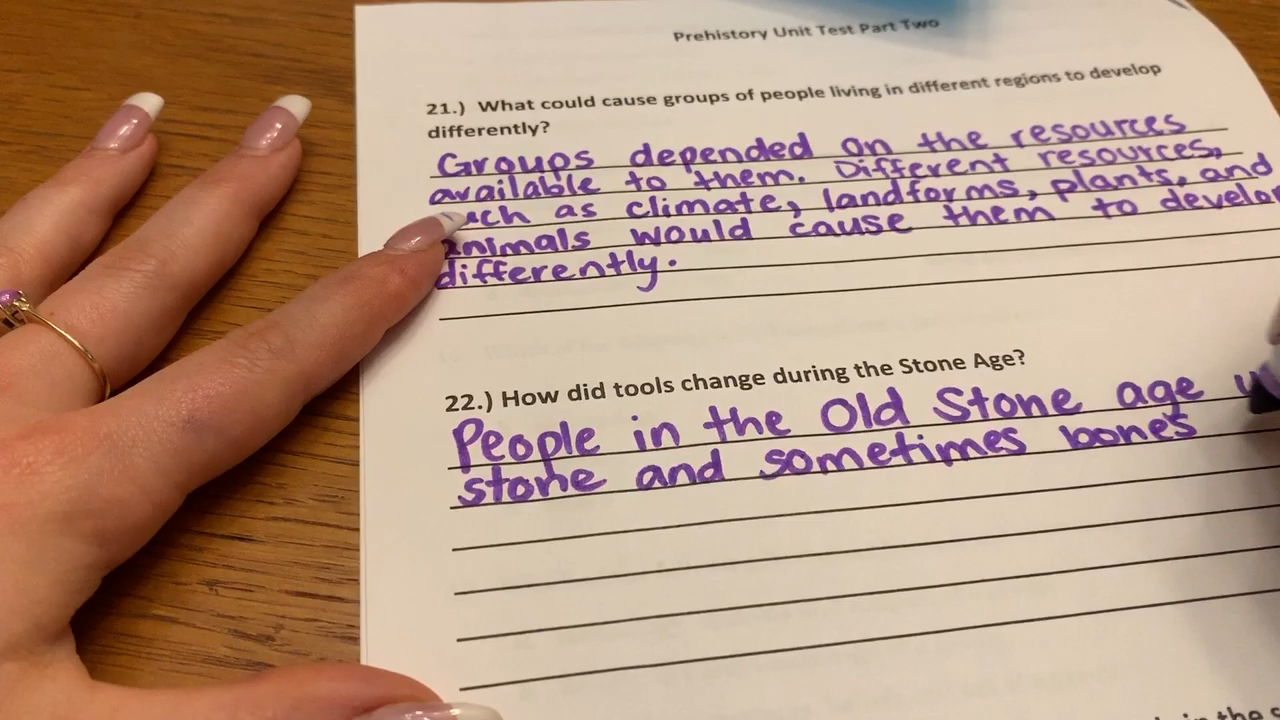 Prehistory Unit Test Part Two
21.) What could cause groups of people living in different regions to develop
differently?
Groups depended on the resources
available to them. Different resources,
such as climate, landforms, plants, and
animals would cause them to develop
differently.
22.) How did tools change during the Stone Age?
People in the Old Stone age
stone and sometimes bones
in the